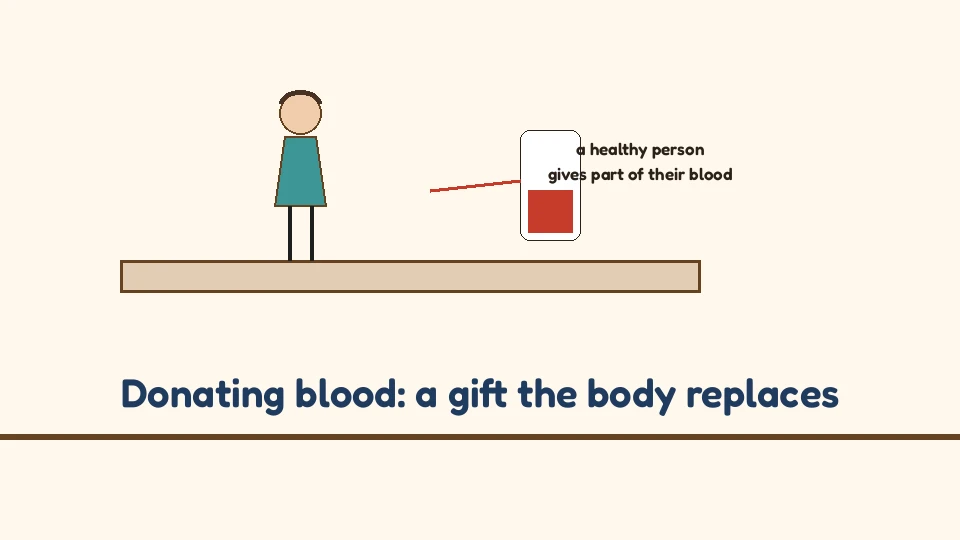 a healthy person
gives part of their blood
Donating blood: a gift the body replaces